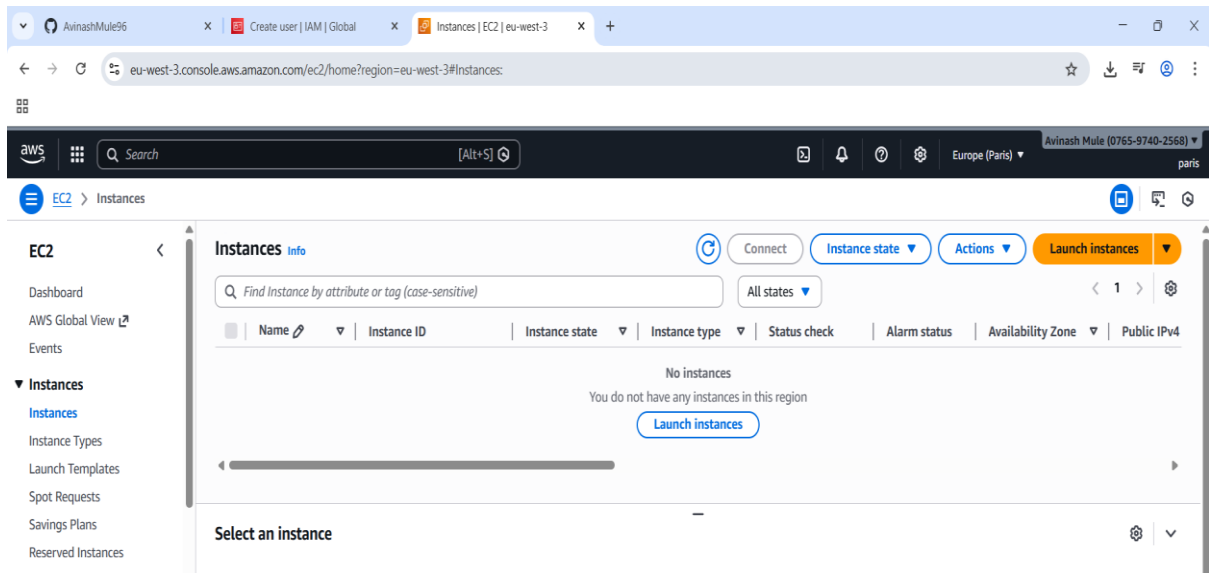 AvinashMule96
Create user | IAM | Global
Instances | EC2 | eu-west-3
eu-west-3.console.aws.amazon.com/ec2/home?region=eu-west-3#Instances:
aws
Search
[Alt+S]
Europe (Paris)
Avinash Mule (0765-9740-2568)
paris
EC2 > Instances
EC2
Dashboard
AWS Global View
Events
Instances
Instances
Instance Types
Launch Templates
Spot Requests
Savings Plans
Reserved Instances
Instances Info
Connect
Instance state
Actions
Launch instances
Find Instance by attribute or tag (case-sensitive)
All states
1
Name
Instance ID
Instance state
Instance type
Status check
Alarm status
Availability Zone
Public IPv4
No instances
You do not have any instances in this region
Launch instances
Select an instance